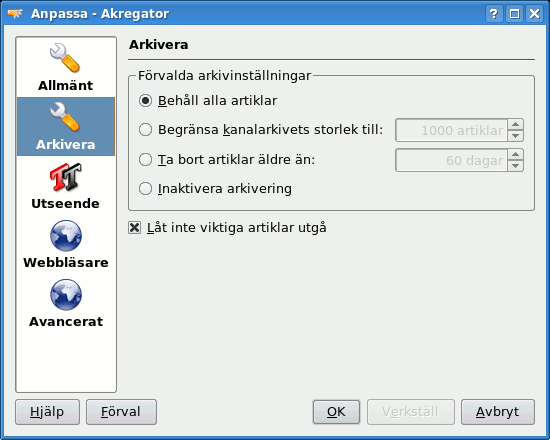 Anpassa - Akregator
Allmänt
Arkivera
Utseende
Webbläsare
Avancerat
Arkivera
Förvalda arkivinställningar
Behåll alla artiklar
Begränsa kanalarkivets storlek till: 1000 artiklar
Ta bort artiklar äldre än: 60 dagar
Inaktivera arkivering
Låt inte viktiga artiklar utgå
Hjälp Förval OK Verkställ Avbryt